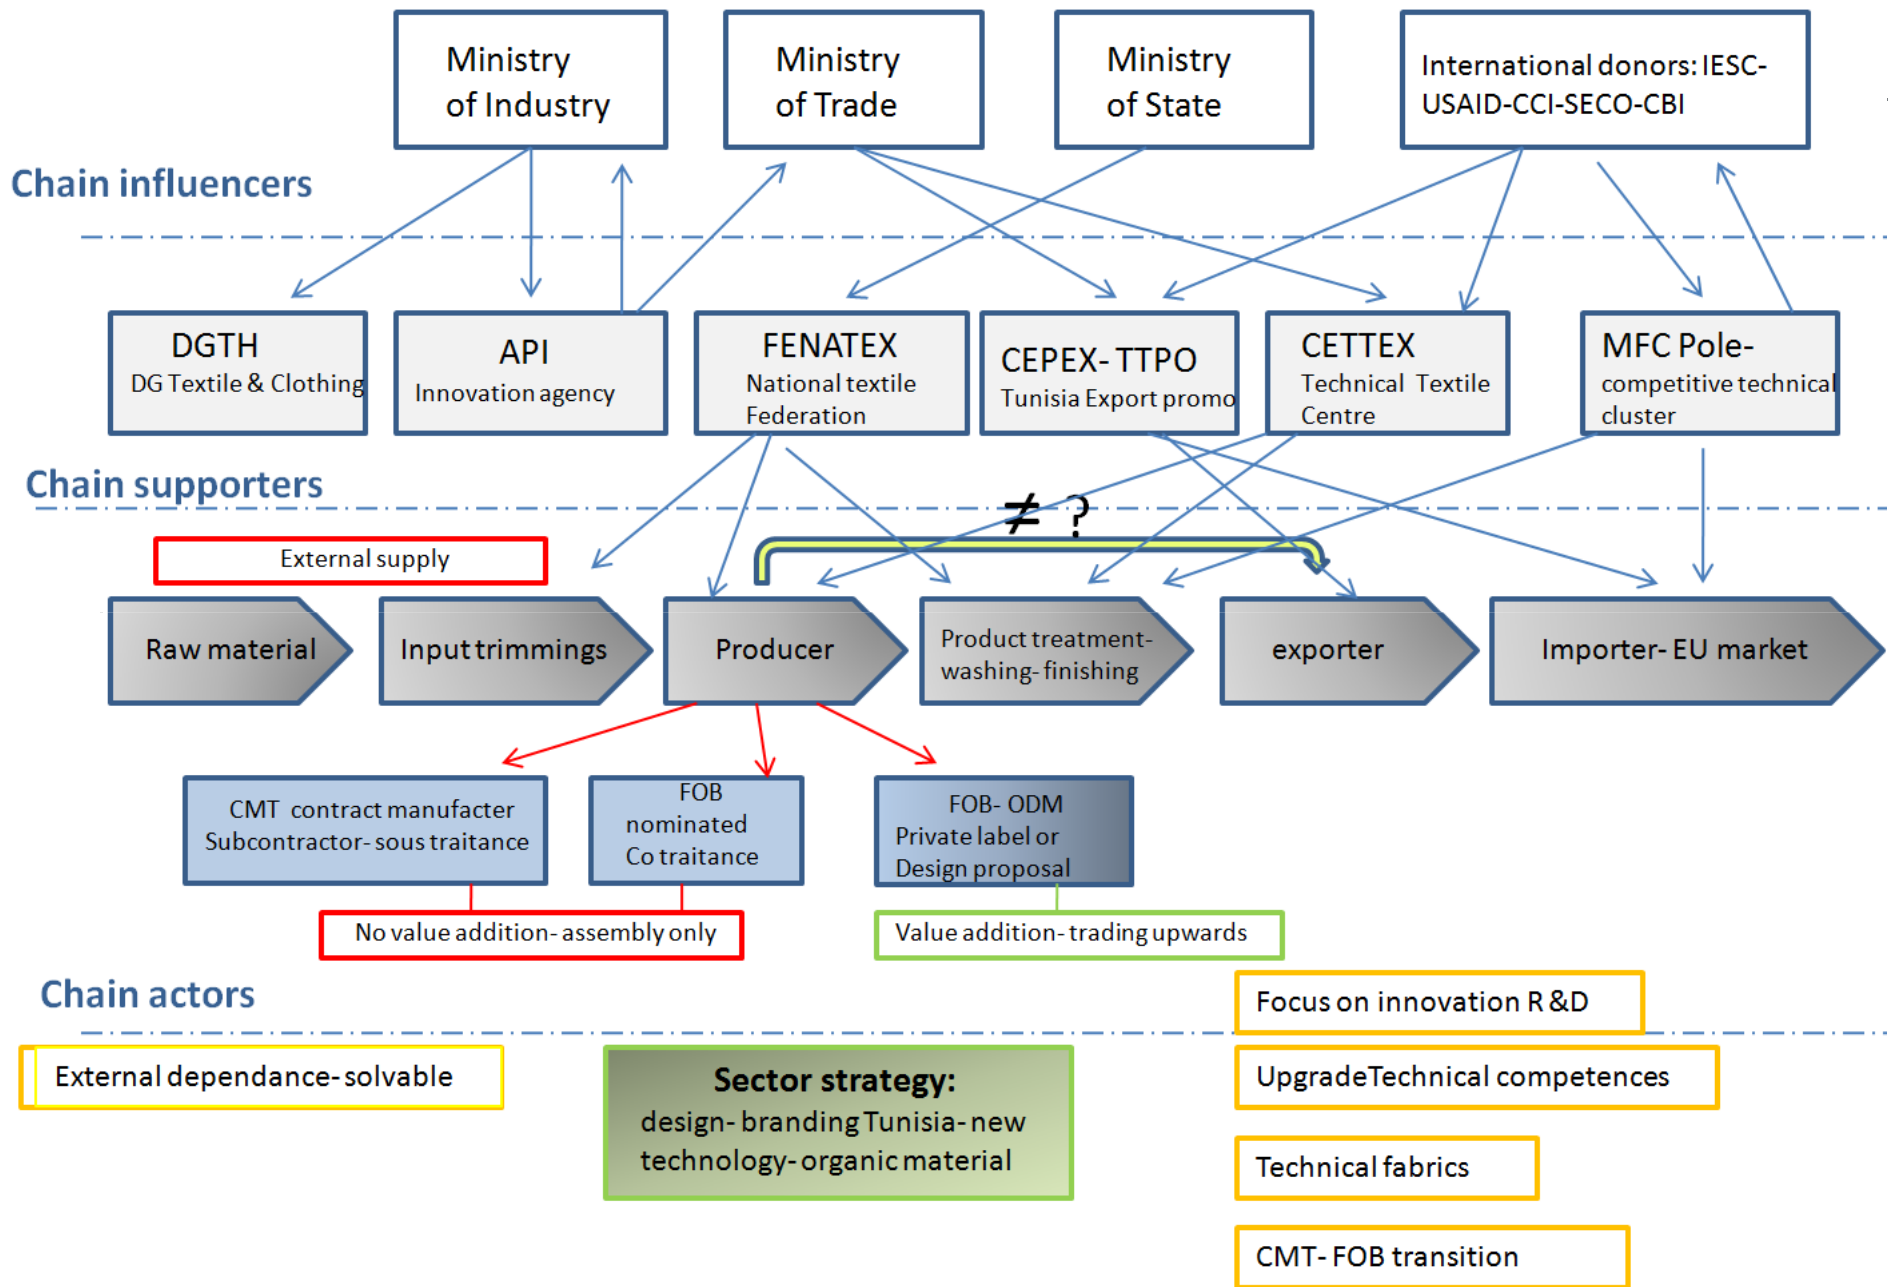 Ministry
of Industry
Ministry
of Trade
Ministry
of State
International donors: IESC-
USAID-CCI-SECO-CBI
Chain influencers
DGTH
DG Textile & Clothing
API
Innovation agency
FENATEX
National textile
Federation
CEPEX- TTPO
Tunisia Export promo
CETTEX
Technical Textile
Centre
MFC Pole-
competitive technical
cluster
Chain supporters
≠ ?
External supply
Raw material
Input trimmings
Producer
Product treatment-
washing- finishing
exporter
Importer- EU market
CMT contract manufacter
Subcontractor- sous traitance
FOB
nominated
Co traitance
FOB- ODM
Private label or
Design proposal
No value addition- assembly only
Value addition- trading upwards
Chain actors
Focus on innovation R &D
External dependance- solvable
Sector strategy:
design- branding Tunisia- new
technology- organic material
UpgradeTechnical competences
Technical fabrics
CMT- FOB transition